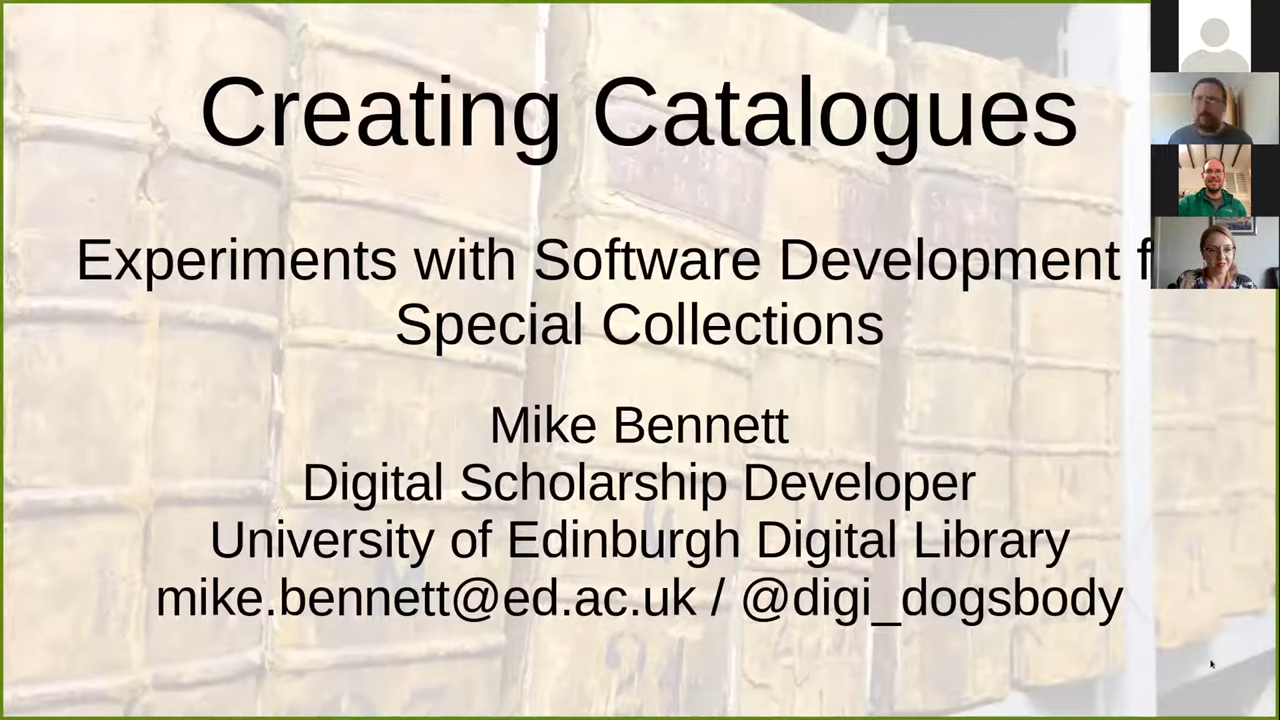 Creating Catalogues
Experiments with Software Development f
Special Collections
Mike Bennett
Digital Scholarship Developer
University of Edinburgh Digital Library
mike.bennett@ed.ac.uk / @digi_dogsbody